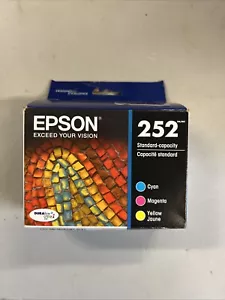 EPSON
EXCEED YOUR VISION
252
Standard-capacity
Capacité standard
Cyan
Magenta
Yellow
Jaune